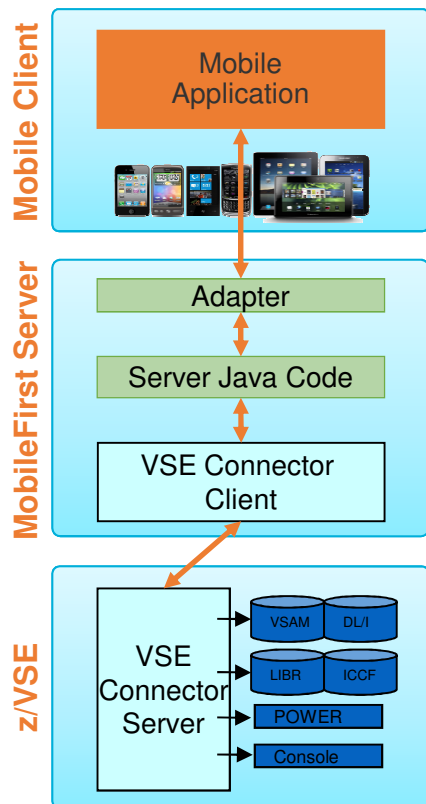 Mobile Client
Mobile
Application
MobileFirst Server
Adapter
Server Java Code
VSE Connector
Client
z/VSE
VSE
Connector
Server
VSAM
DL/I
LIBR
ICCF
POWER
Console